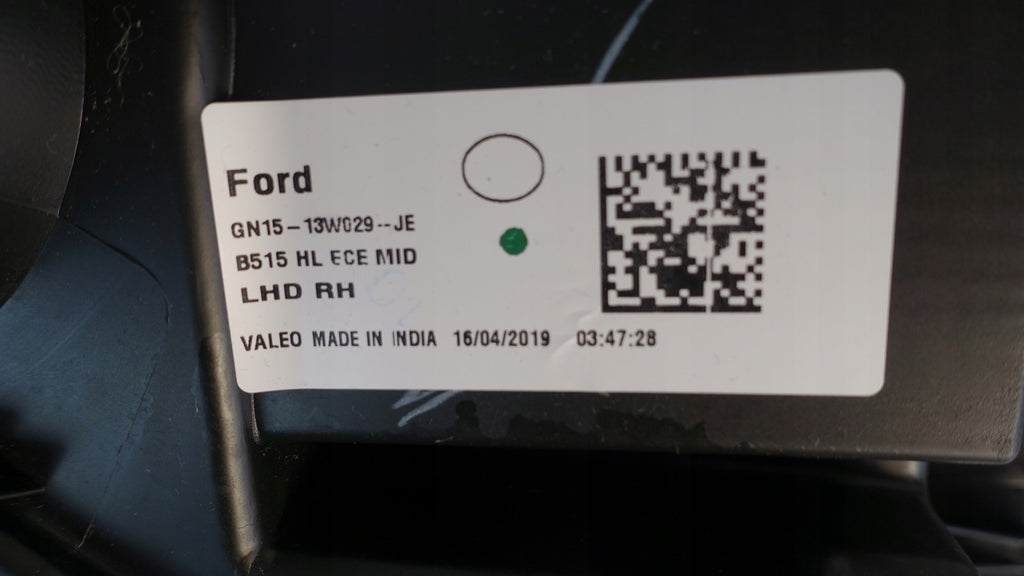 Ford
GN15-13W029--JE
B515 HL ECE MID
LHD RH
VALEO MADE IN INDIA 16/04/2019 03:47:28